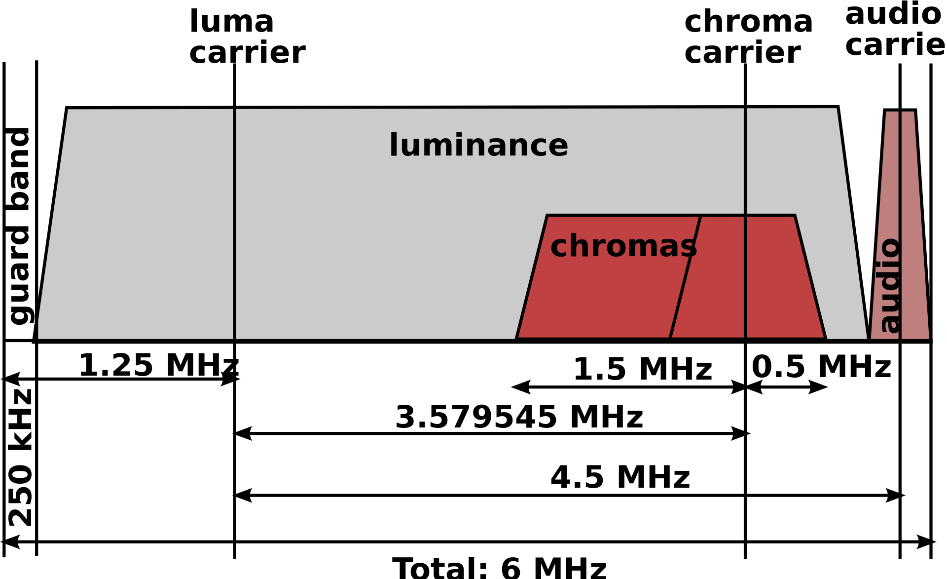 luma
carrier
chroma
carrier
audio
carrie
guard band
luminance
chromas
audio
1.25 MHz
1.5 MHz
0.5 MHz
3.579545 MHz
250 kHz
4.5 MHz
Total: 6 MHz